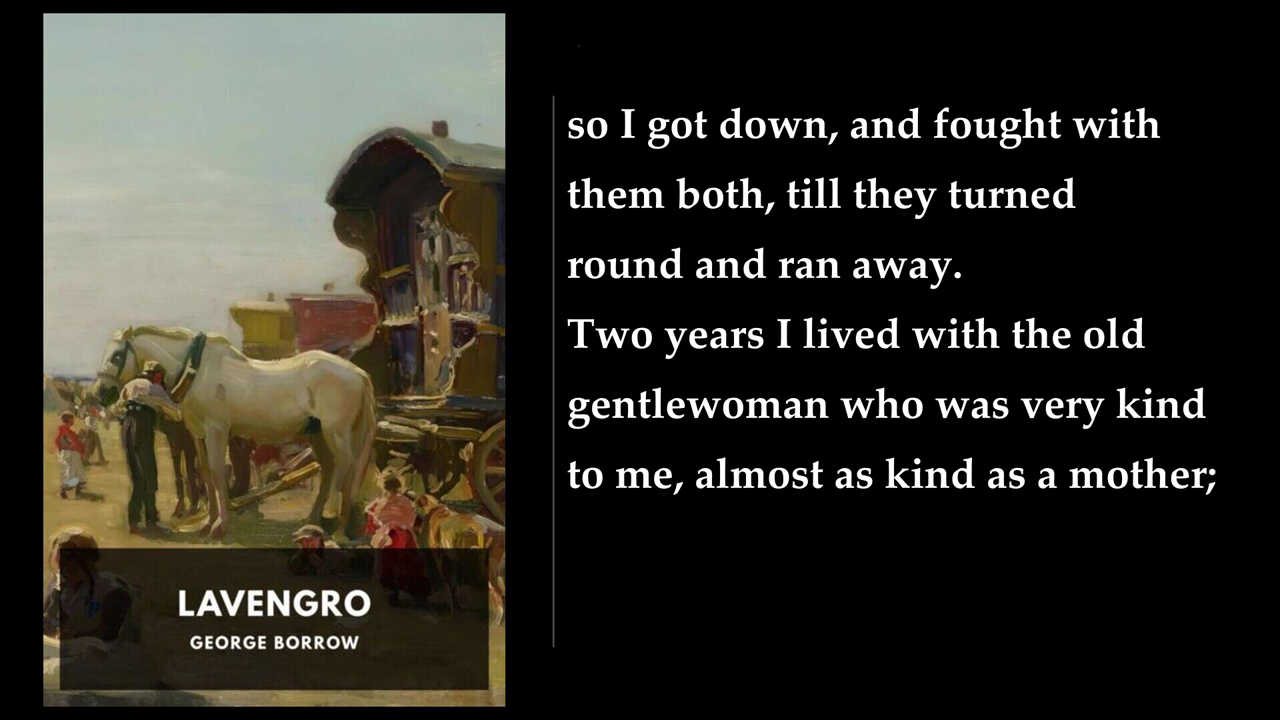 LAVENGRO
GEORGE BORROW
so I got down, and fought with
them both, till they turned
round and ran away.
Two years I lived with the old
gentlewoman who was very kind
to me, almost as kind as a mother;